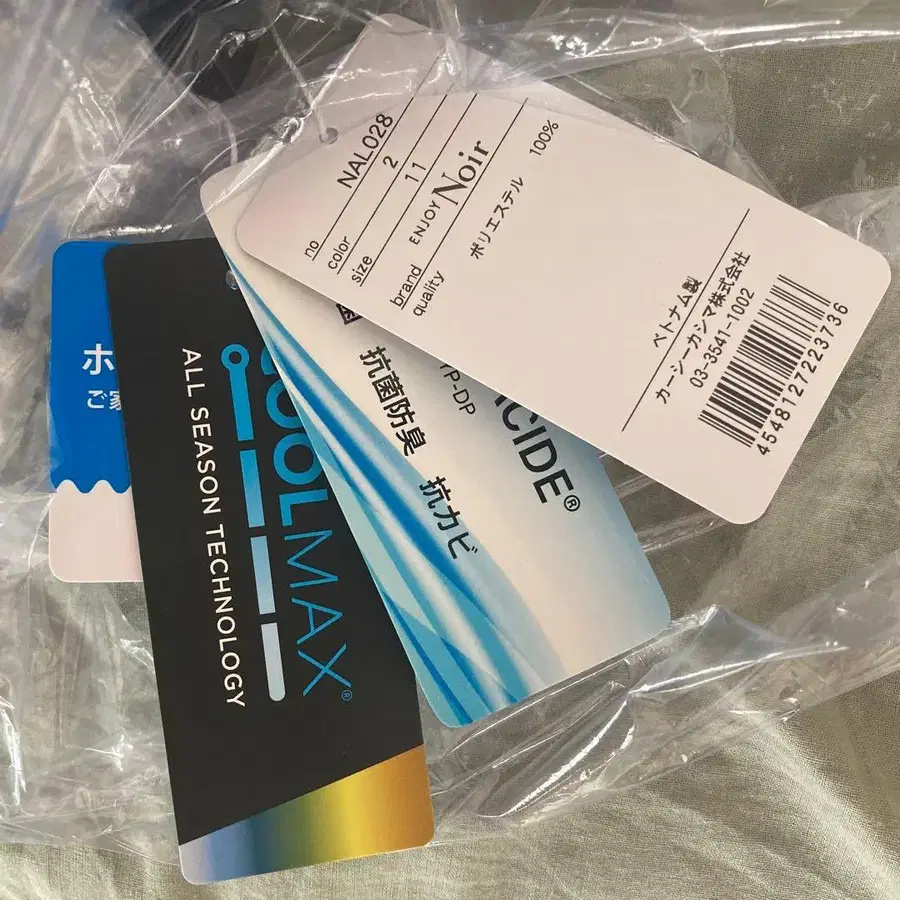 no NAL028
color 2
size 11
brand ENJOY Noir
quality
ポリエステル 100%
ベトナム製
カーシーカシマ株式会社
03-3541-1002
4548127223736
CIDE®
YP-DP
抗菌防臭 抗カビ
COOLMAX®
ALL SEASON TECHNOLOGY
ホ
ご家